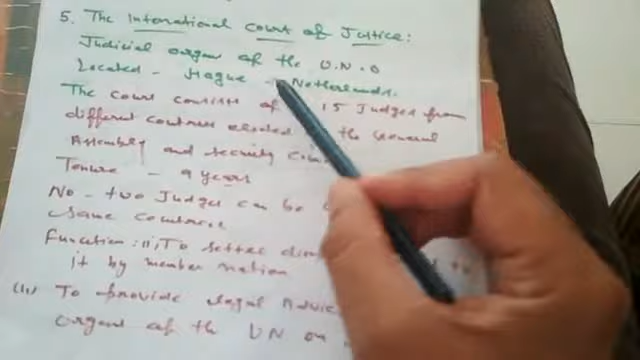 5. The International Court of Justice:
Judicial organ of the U.N.O
Located - Hague - Netherlands.
The court consists of 15 Judges from
different countries elected the General
Assembly and security
Tenure - 9 years
No - two Judges can be
same countries
Function: (i) To settle to
it by member nation
(ii) To provide legal Advice
organ of the UN on